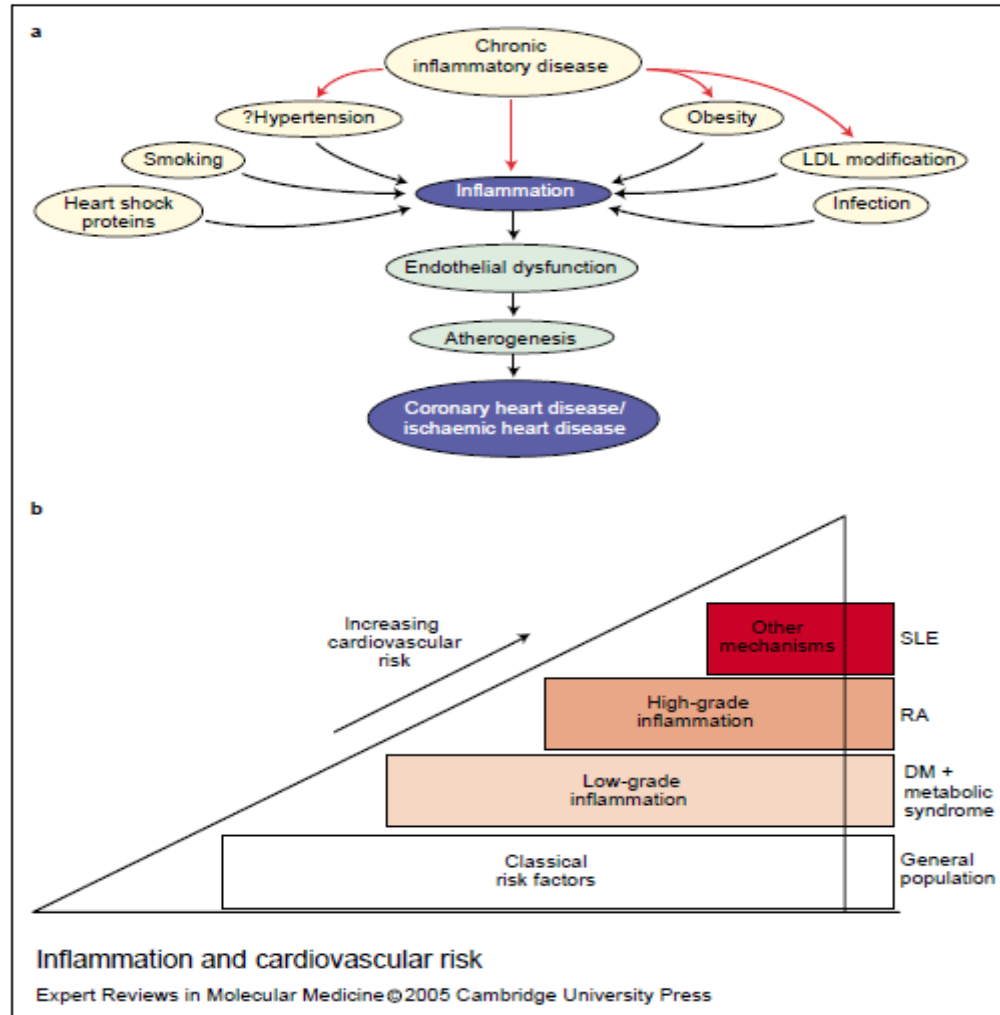 a
Chronic
inflammatory disease
?Hypertension
Obesity
Smoking
LDL modification
Inflammation
Heart shock
proteins
Infection
Endothelial dysfunction
Atherogenesis
Coronary heart disease/
ischaemic heart disease
b
Increasing
cardiovascular
risk
Other
mechanisms
SLE
High-grade
inflammation
RA
Low-grade
inflammation
DM +
metabolic
syndrome
Classical
risk factors
General
population
Inflammation and cardiovascular risk
Expert Reviews in Molecular Medicine©2005 Cambridge University Press